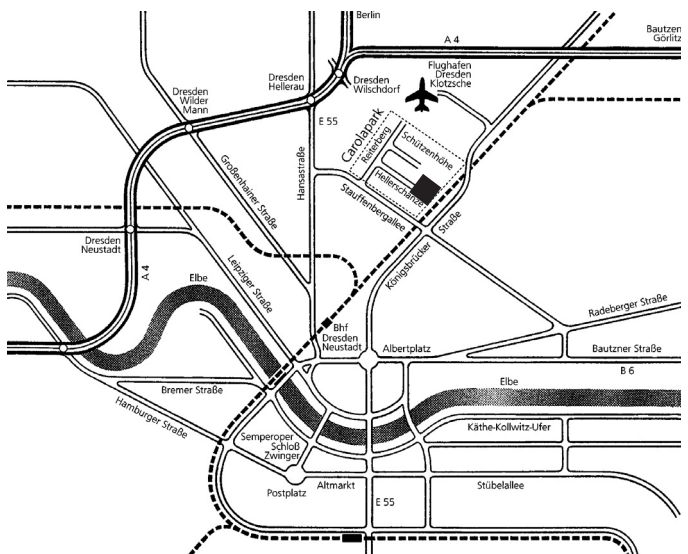 Berlin
A 4
Bautzen
Görlitz
Flughafen
Dresden
Klotzsche
Dresden
Hellerau
Dresden
Wilschdorf
Dresden
Wilder
Mann
E 55
Carolapark
Reiterberg
Schützenhöhe
Hellerschanze
Großenhainer Straße
Hansastraße
Stauffenbergallee
Königsbrücker
Straße
Dresden
Neustadt
A 4
Elbe
Leipziger Straße
Radeberger Straße
Bhf
Dresden
Neustadt
Albertplatz
Bautzner Straße
B 6
Bremer Straße
Elbe
Hamburger Straße
Käthe-Kollwitz-Ufer
Semperoper
Schloß
Zwinger
Postplatz
Altmarkt
Stübelallee
E 55